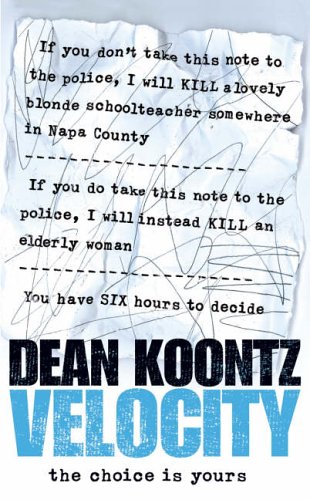 If you don't take this note to
the police, I will KILL a lovely
blonde schoolteacher somewhere
in Napa County
If you do take this note to the
police, I will instead KILL an
elderly woman
You have SIX hours to decide
DEAN KOONTZ
VELOCITY
the choice is yours